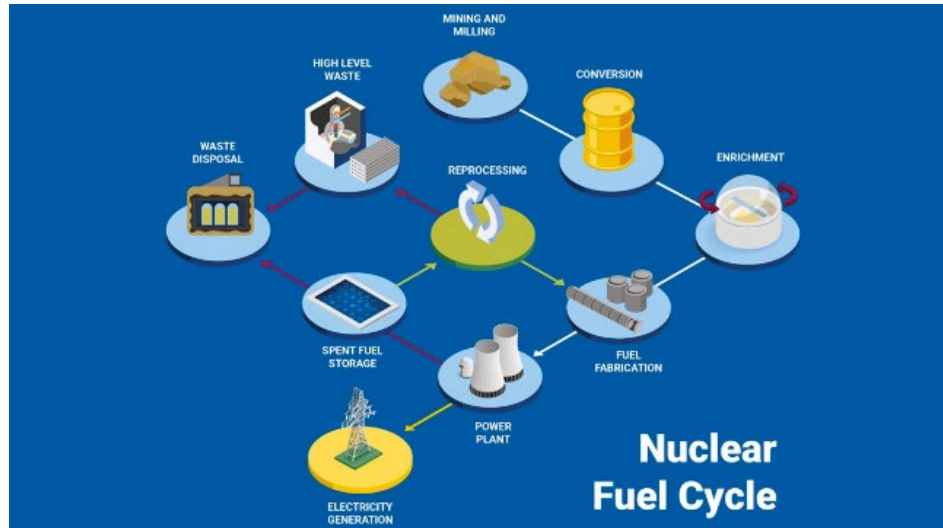 MINING AND
MILLING
HIGH LEVEL
WASTE
CONVERSION
WASTE
DISPOSAL
REPROCESSING
ENRICHMENT
SPENT FUEL
STORAGE
FUEL
FABRICATION
POWER
PLANT
ELECTRICITY
GENERATION
Nuclear
Fuel Cycle